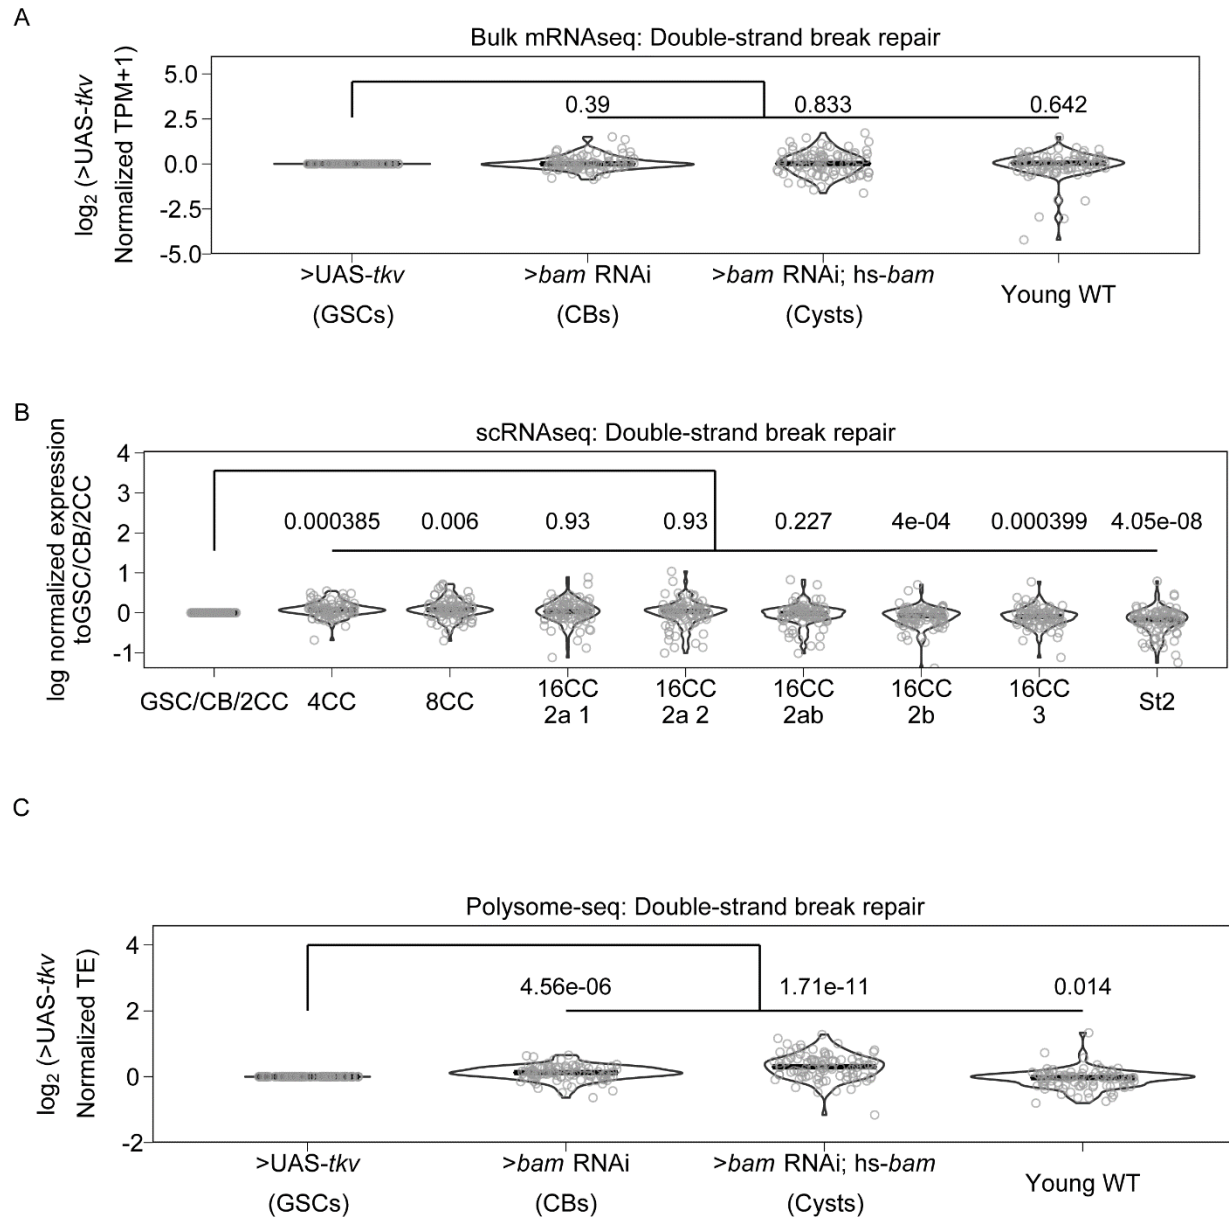 A
Bulk mRNAseq: Double-strand break repair
log₂ (>UAS-tkv
Normalized TPM+1)
5.0
2.5
0.0
-2.5
-5.0
0.39
0.833
0.642
>UAS-tkv
(GSCs)
>bam RNAi
(CBs)
>bam RNAi; hs-bam
(Cysts)
Young WT
B
scRNAseq: Double-strand break repair
log normalized expression
toGSC/CB/2CC
4
3
2
1
0
-1
0.000385
0.006
0.93
0.93
0.227
4e-04
0.000399
4.05e-08
GSC/CB/2CC
4CC
8CC
16CC
2a 1
16CC
2a 2
16CC
2ab
16CC
2b
16CC
3
St2
C
Polysome-seq: Double-strand break repair
log₂ (>UAS-tkv
Normalized TE)
4
2
0
-2
4.56e-06
1.71e-11
0.014
>UAS-tkv
(GSCs)
>bam RNAi
(CBs)
>bam RNAi; hs-bam
(Cysts)
Young WT